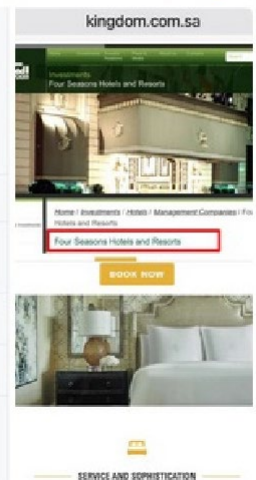 kingdom.com.sa
Investments
Four Seasons Hotels and Resorts
Home / Investments / Hotels / Management Companies / Fou
Hotels and Resorts
Four Seasons Hotels and Resorts
BOOK NOW
SERVICE AND SOPHISTICATION